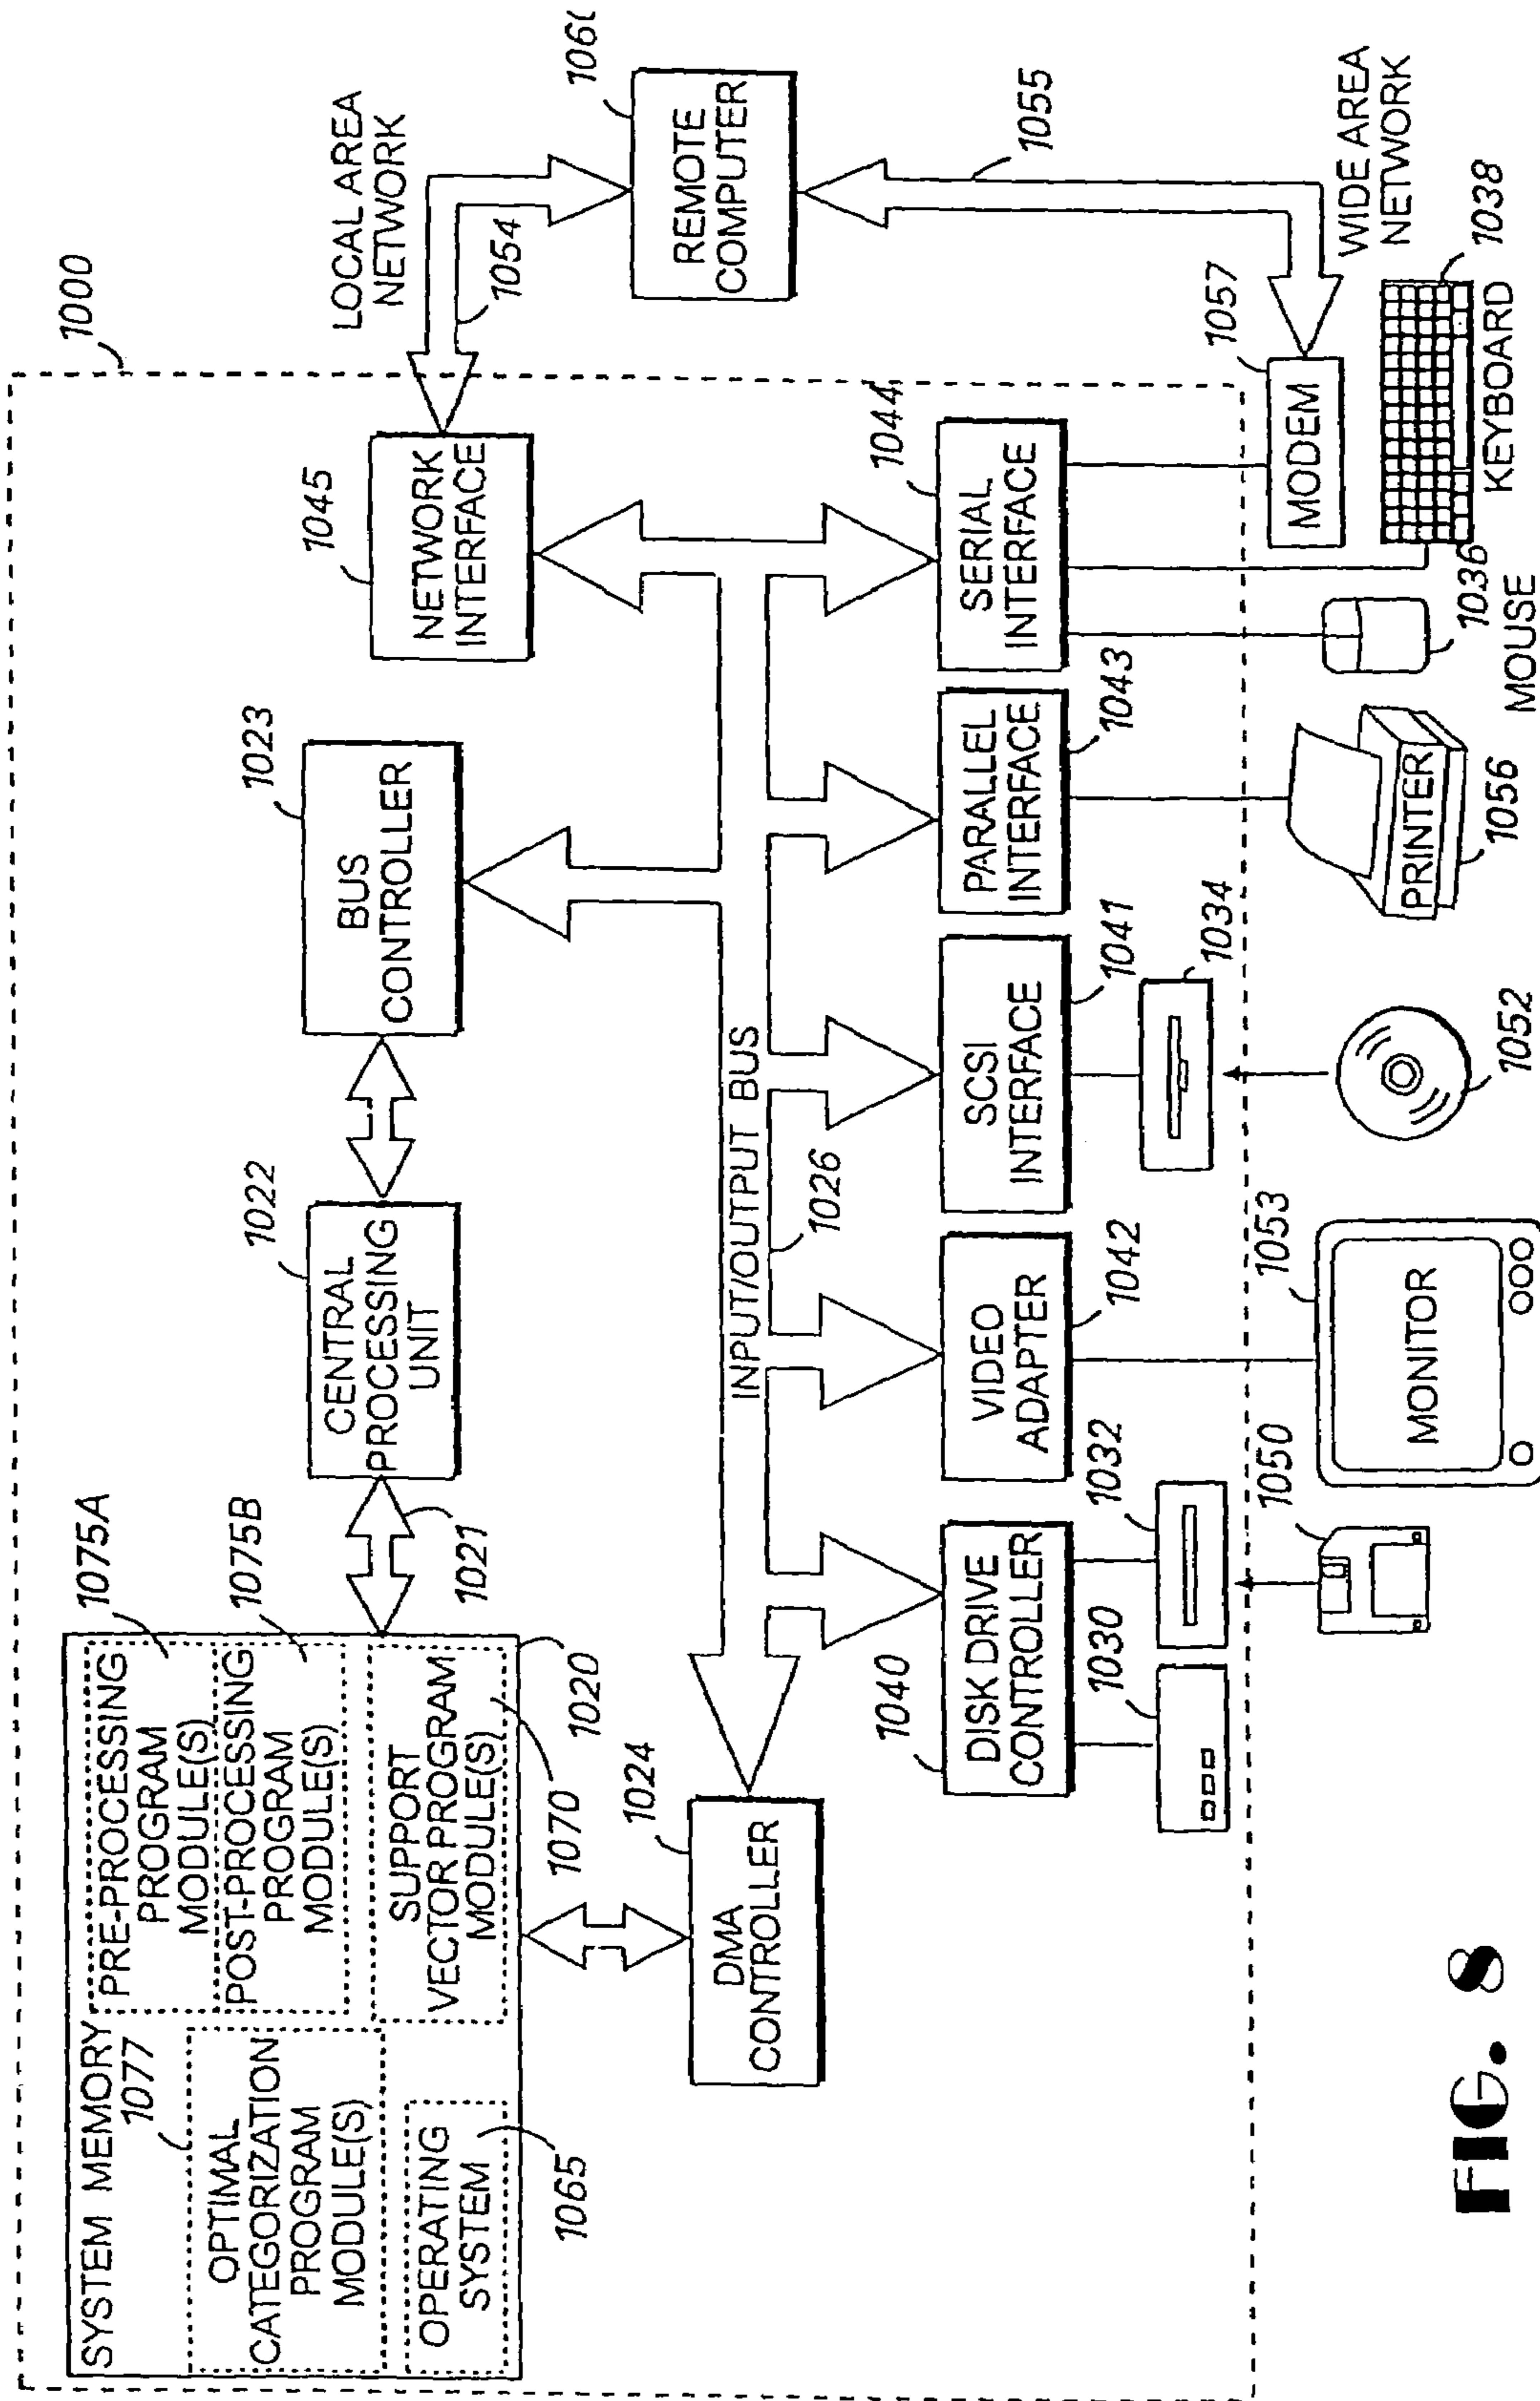 1000
SYSTEM MEMORY
1077
OPTIMAL
CATEGORIZATION
PROGRAM
MODULE(S)
OPERATING
SYSTEM
1065
PRE-PROCESSING
PROGRAM
MODULE(S)
1075A
POST-PROCESSING
PROGRAM
MODULE(S)
1075B
SUPPORT
VECTOR PROGRAM
MODULE(S)
1070
1020
1021
CENTRAL
PROCESSING
UNIT
1022
BUS
CONTROLLER
1023
NETWORK
INTERFACE
1045
LOCAL AREA
NETWORK
1054
REMOTE
COMPUTER
106
1055
DMA
CONTROLLER
1024
INPUT/OUTPUT BUS
1026
1040
DISK DRIVE
CONTROLLER
VIDEO
ADAPTER
1042
SCSI
INTERFACE
1041
PARALLEL
INTERFACE
1043
SERIAL
INTERFACE
1044
1030
1032
1034
1050
MONITOR
1053
1052
PRINTER
1056
MOUSE
1036
KEYBOARD
1038
MODEM
1057
WIDE AREA
NETWORK
FIG. 8